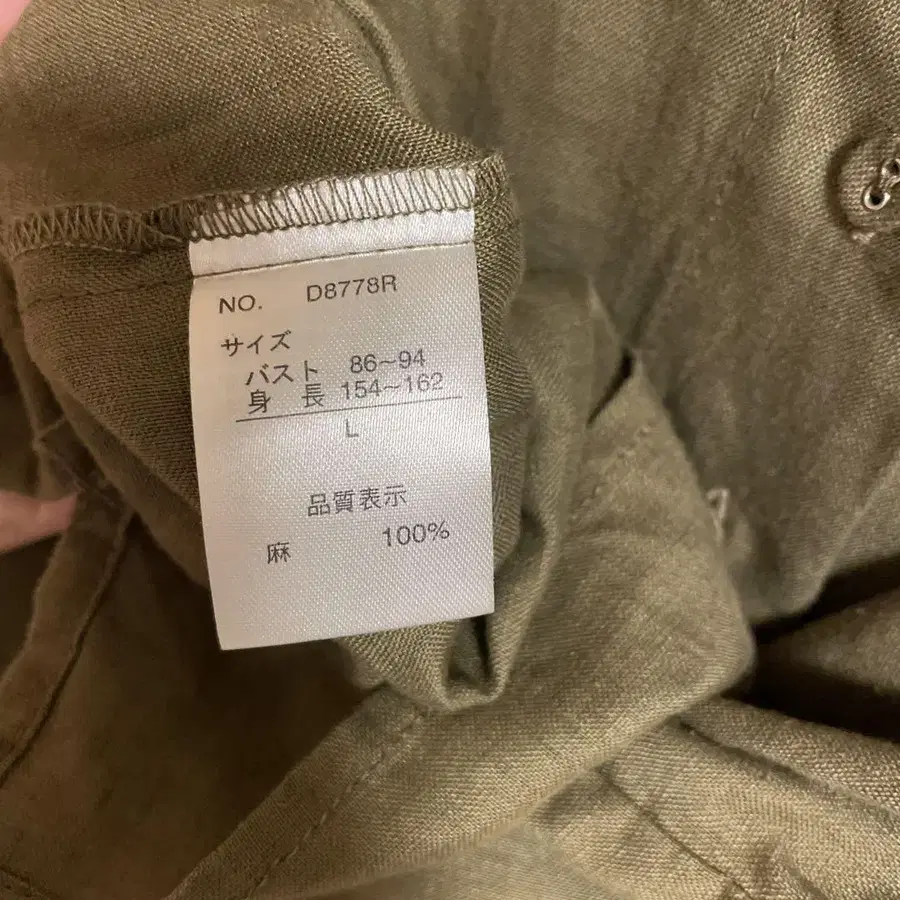 NO. D8778R
サイズ
バスト 86~94
身 長 154~162
L
品質表示
麻 100%